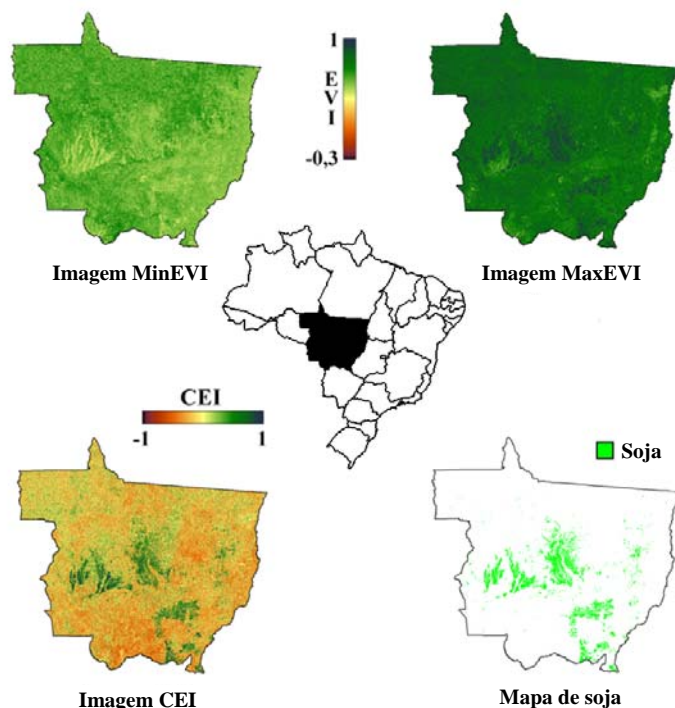 1
E
V
I
-0,3
Imagem MinEVI
Imagem MaxEVI
CEI
-1 1
Soja
Imagem CEI
Mapa de soja